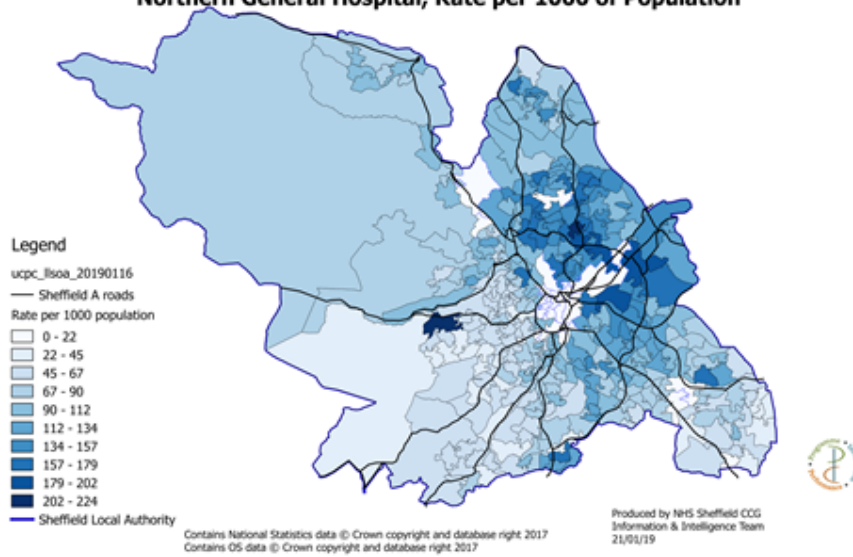 Northern General Hospital, Rate per 1000 of Population
Legend
ucpc_llsoa_20190116
Sheffield A roads
Rate per 1000 population
0 - 22
22 - 45
45 - 67
67 - 90
90 - 112
112 - 134
134 - 157
157 - 179
179 - 202
202 - 224
Sheffield Local Authority
Contains National Statistics data © Crown copyright and database right 2017
Contains OS data © Crown copyright and database right 2017
Produced by NHS Sheffield CCG
Information & Intelligence Team
21/01/19